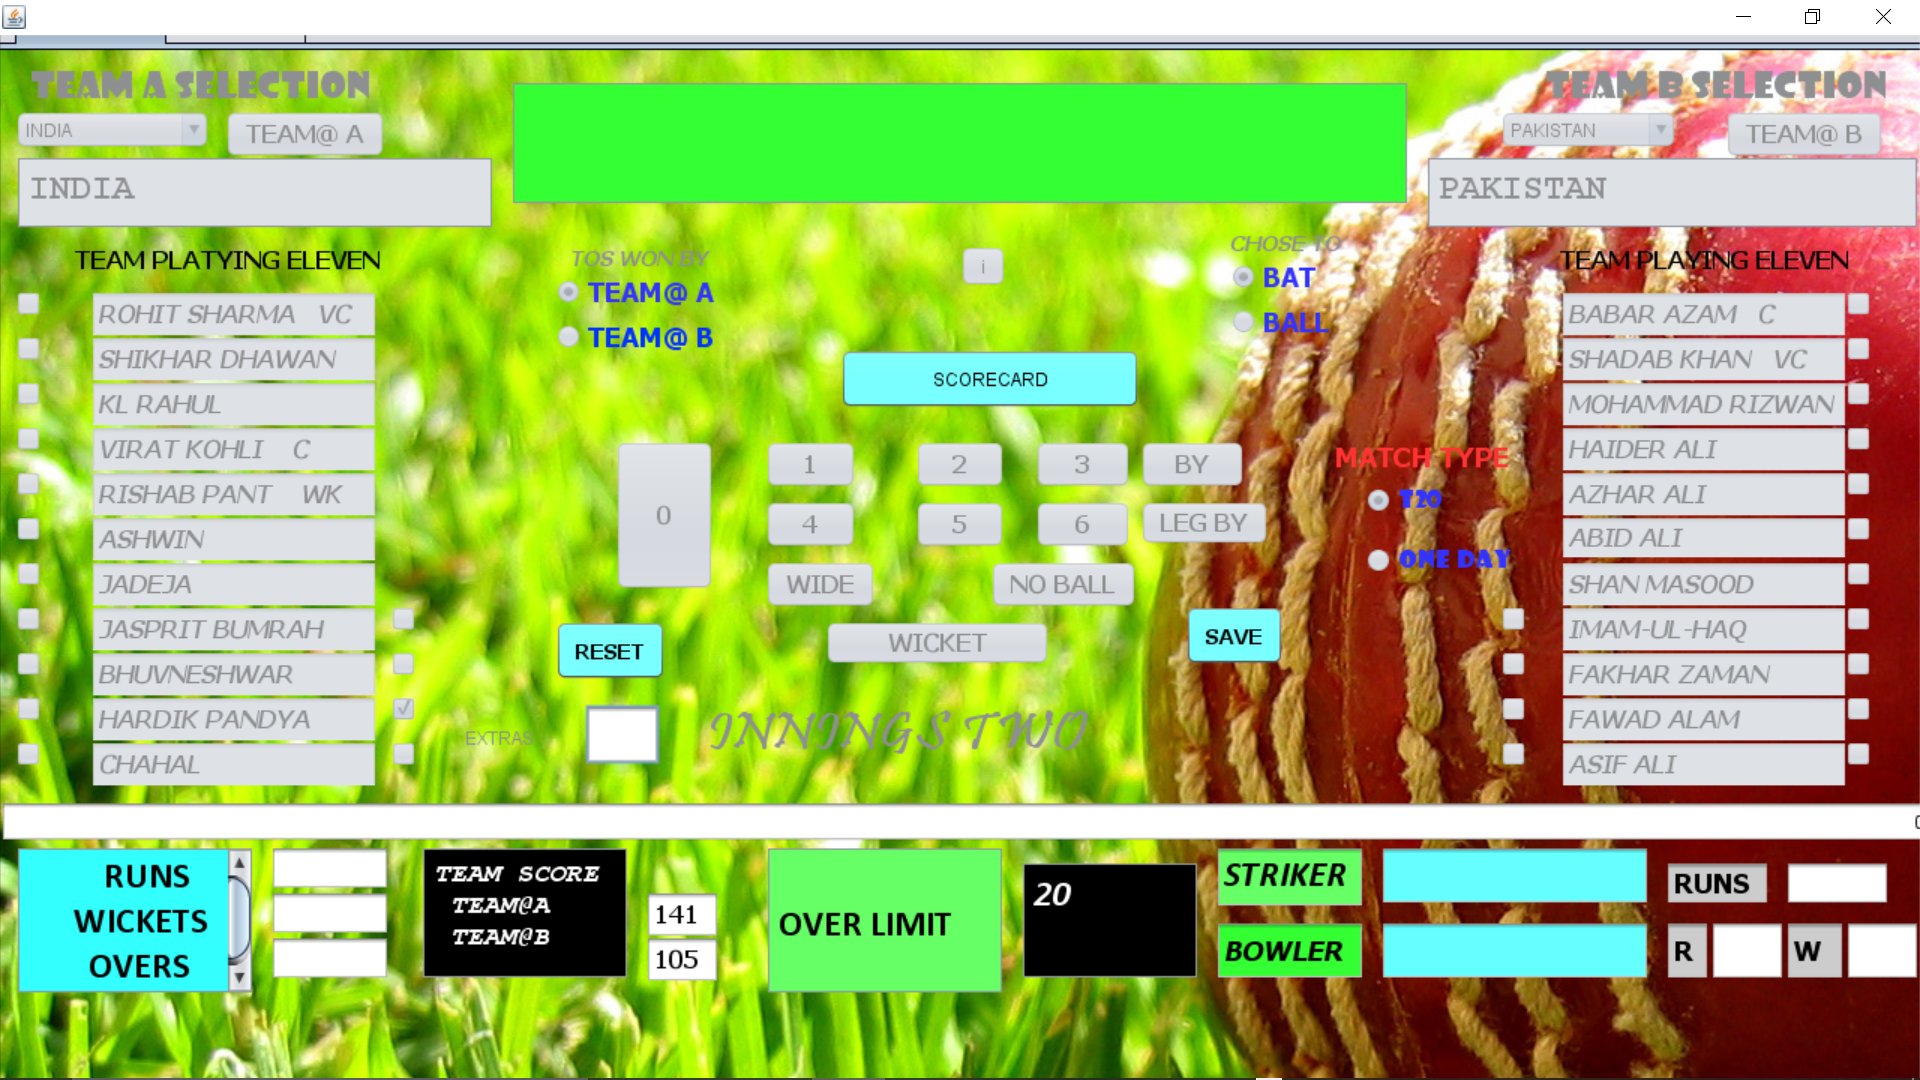 TEAM A SELECTION
TEAM B SELECTION
INDIA
TEAM@ A
PAKISTAN
TEAM@ B
INDIA
PAKISTAN
TEAM PLATYING ELEVEN
TOS WON BY
i
CHOSE TO
TEAM PLAYING ELEVEN
TEAM@ A
BAT
TEAM@ B
BALL
ROHIT SHARMA VC
SHIKHAR DHAWAN
KL RAHUL
VIRAT KOHLI C
RISHAB PANT WK
ASHWIN
JADEJA
JASPRIT BUMRAH
BHUVNESHWAR
HARDIK PANDYA
CHAHAL
SCORECARD
0
1
2
3
BY
4
5
6
LEG BY
WIDE
NO BALL
WICKET
RESET
SAVE
EXTRAS
INNINGS TWO
MATCH TYPE
T20
ONE DAY
BABAR AZAM C
SHADAB KHAN VC
MOHAMMAD RIZWAN
HAIDER ALI
AZHAR ALI
ABID ALI
SHAN MASOOD
IMAM-UL-HAQ
FAKHAR ZAMAN
FAWAD ALAM
ASIF ALI
RUNS
WICKETS
OVERS
TEAM SCORE
TEAM@A
TEAM@B
141
105
OVER LIMIT
20
STRIKER
RUNS
BOWLER
R
W